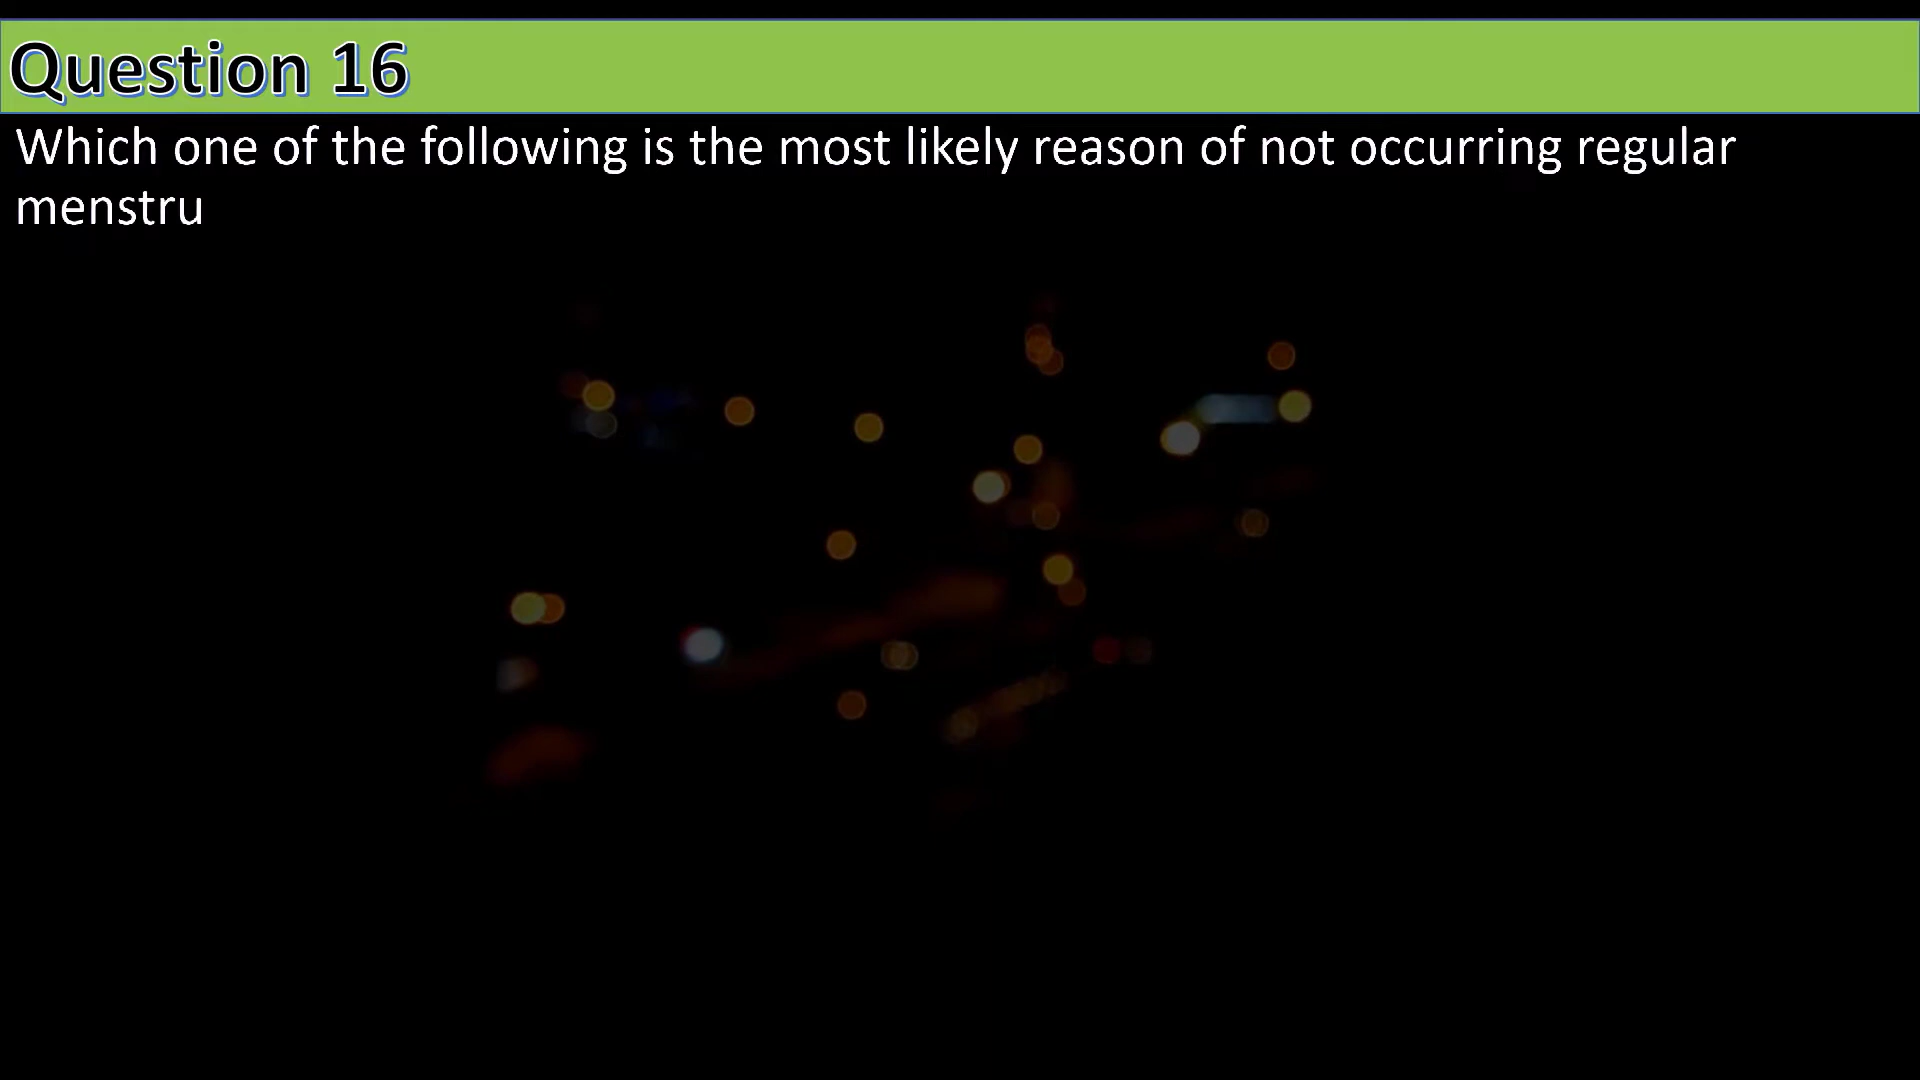 Question 16
Which one of the following is the most likely reason of not occurring regular
menstru